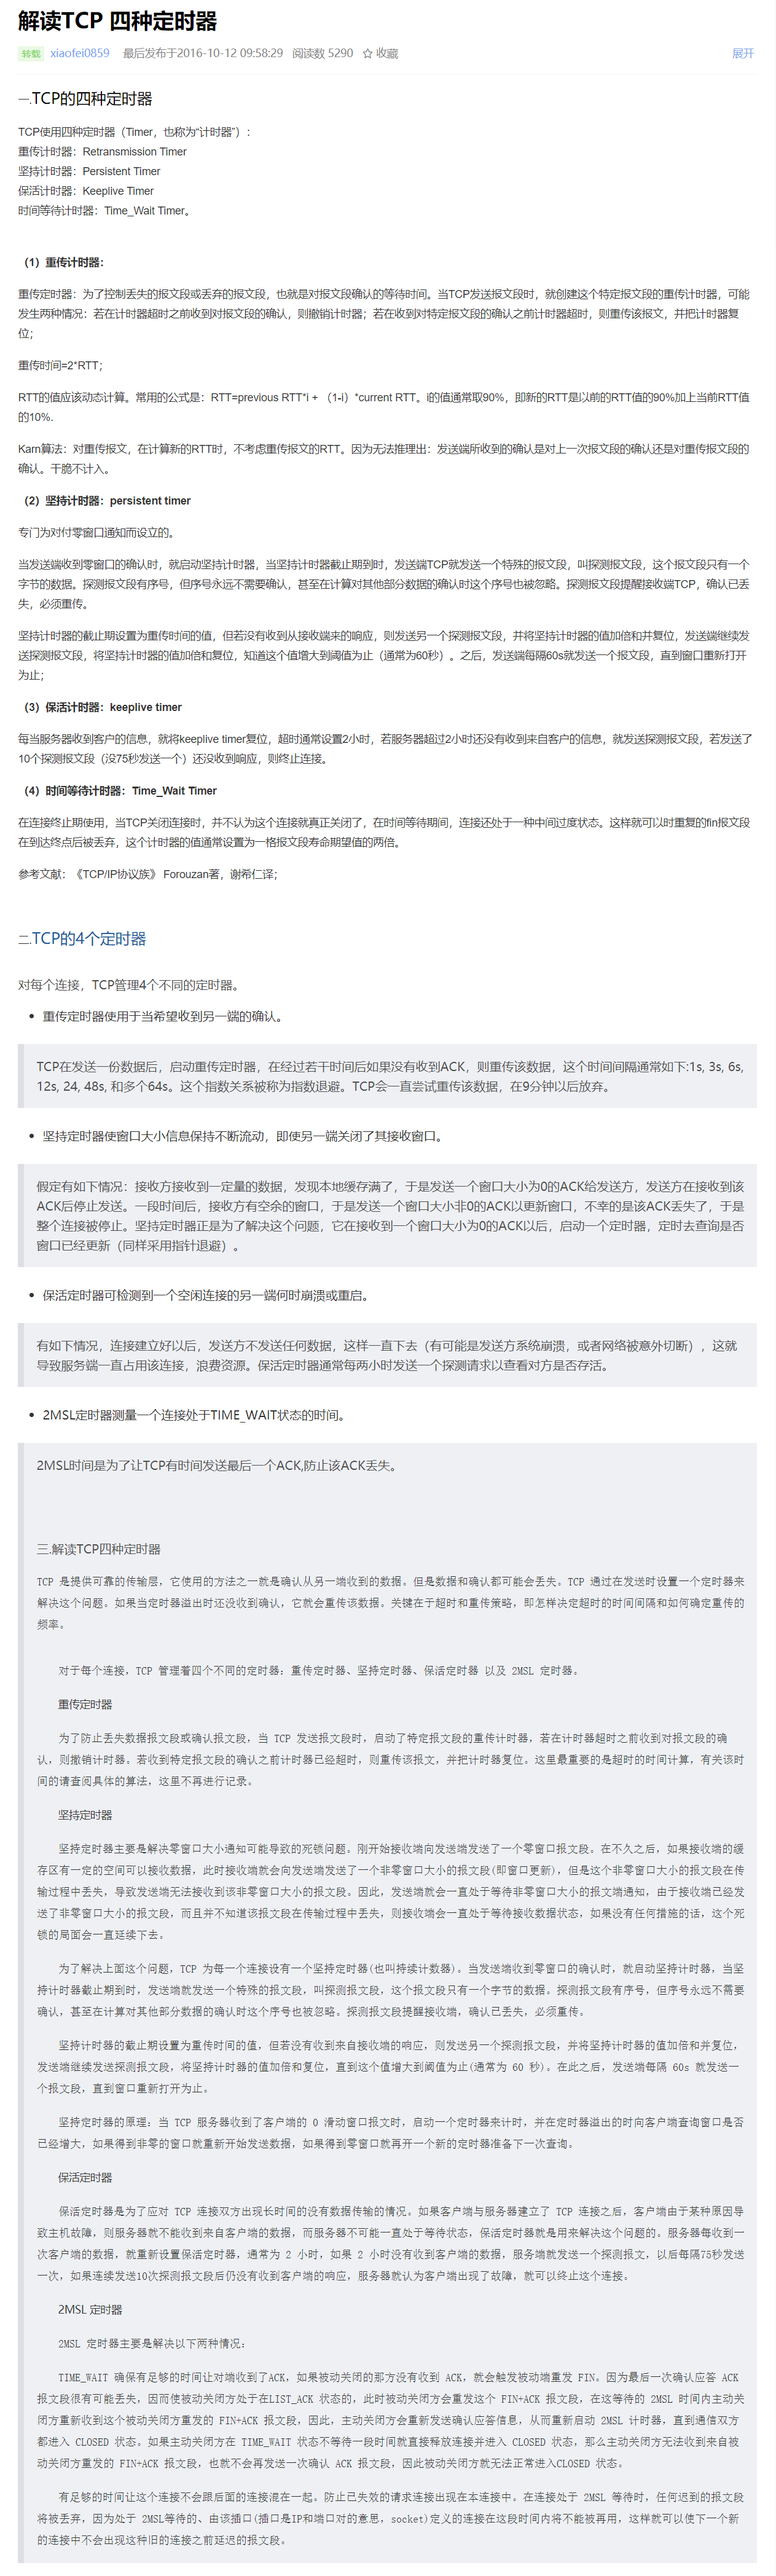 解读TCP 四种定时器
转载 xiaofei0859 最后发布于2016-10-12 09:58:29 阅读数 5290 ☆ 收藏 展开
一.TCP的四种定时器
TCP使用四种定时器（Timer，也称为“计时器”）：
重传计时器：Retransmission Timer
坚持计时器：Persistent Timer
保活计时器：Keeplive Timer
时间等待计时器：Time_Wait Timer。
（1）重传计时器：
重传定时器：为了控制丢失的报文段或丢弃的报文段，也就是对报文段确认的等待时间。当TCP发送报文段时，就创建这个特定报文段的重传计时器，可能
发生两种情况：若在计时器超时之前收到对报文段的确认，则撤销计时器；若在收到对特定报文段的确认之前计时器超时，则重传该报文，并把计时器复
位；
重传时间=2*RTT；
RTT的值应该动态计算。常用的公式是：RTT=previous RTT*i + （1-i）*current RTT。i的值通常取90%，即新的RTT是以前的RTT值的90%加上当前RTT值
的10%.
Karn算法：对重传报文，在计算新的RTT时，不考虑重传报文的RTT。因为无法推理出：发送端所收到的确认是对上一次报文段的确认还是对重传报文段的
确认。干脆不计入。
（2）坚持计时器：persistent timer
专门为对付零窗口通知而设立的。
当发送端收到零窗口的确认时，就启动坚持计时器，当坚持计时器截止期到时，发送端TCP就发送一个特殊的报文段，叫探测报文段，这个报文段只有一个
字节的数据。探测报文段有序号，但序号永远不需要确认，甚至在计算对其他部分数据的确认时这个序号也被忽略。探测报文段提醒接收端TCP，确认已丢
失，必须重传。
坚持计时器的截止期设置为重传时间的值，但若没有收到从接收端来的响应，则发送另一个探测报文段，并将坚持计时器的值加倍和并复位，发送端继续发
送探测报文段，将坚持计时器的值加倍和复位，知道这个值增大到阈值为止（通常为60秒）。之后，发送端每隔60s就发送一个报文段，直到窗口重新打开
为止；
（3）保活计时器：keeplive timer
每当服务器收到客户的信息，就将keeplive timer复位，超时通常设置2小时，若服务器超过2小时还没有收到来自客户的信息，就发送探测报文段，若发送了
10个探测报文段（没75秒发送一个）还没收到响应，则终止连接。
（4）时间等待计时器：Time_Wait Timer
在连接终止期使用，当TCP关闭连接时，并不认为这个连接就真正关闭了，在时间等待期间，连接还处于一种中间过度状态。这样就可以时重复的fin报文段
在到达终点后被丢弃，这个计时器的值通常设置为一格报文段寿命期望值的两倍。
参考文献：《TCP/IP协议族》 Forouzan著，谢希仁译；
二.TCP的4个定时器
对每个连接，TCP管理4个不同的定时器。
• 重传定时器使用于当希望收到另一端的确认。
TCP在发送一份数据后，启动重传定时器，在经过若干时间后如果没有收到ACK，则重传该数据，这个时间间隔通常如下:1s, 3s, 6s,
12s, 24, 48s, 和多个64s。这个指数关系被称为指数退避。TCP会一直尝试重传该数据，在9分钟以后放弃。
• 坚持定时器使窗口大小信息保持不断流动，即使另一端关闭了其接收窗口。
假定有如下情况：接收方接收到一定量的数据，发现本地缓存满了，于是发送一个窗口大小为0的ACK给发送方，发送方在接收到该
ACK后停止发送。一段时间后，接收方有空余的窗口，于是发送一个窗口大小非0的ACK以更新窗口，不幸的是该ACK丢失了，于是
整个连接被停止。坚持定时器正是为了解决这个问题，它在接收到一个窗口大小为0的ACK以后，启动一个定时器，定时去查询是否
窗口已经更新（同样采用指针退避）。
• 保活定时器可检测到一个空闲连接的另一端何时崩溃或重启。
有如下情况，连接建立好以后，发送方不发送任何数据，这样一直下去（有可能是发送方系统崩溃，或者网络被意外切断），这就
导致服务端一直占用该连接，浪费资源。保活定时器通常每两小时发送一个探测请求以查看对方是否存活。
• 2MSL定时器测量一个连接处于TIME_WAIT状态的时间。
2MSL时间是为了让TCP有时间发送最后一个ACK,防止该ACK丢失。
三.解读TCP四种定时器
TCP 是提供可靠的传输层，它使用的方法之一就是确认从另一端收到的数据。但是数据和确认都可能会丢失。TCP 通过在发送时设置一个定时器来
解决这个问题。如果当定时器溢出时还没收到确认，它就会重传该数据。关键在于超时和重传策略，即怎样决定超时的时间间隔和如何确定重传的
频率。
对于每个连接，TCP 管理着四个不同的定时器：重传定时器、坚持定时器、保活定时器 以及 2MSL 定时器。
重传定时器
为了防止丢失数据报文段或确认报文段，当 TCP 发送报文段时，启动了特定报文段的重传计时器，若在计时器超时之前收到对报文段的确
认，则撤销计时器。若收到特定报文段的确认之前计时器已经超时，则重传该报文，并把计时器复位。这里最重要的是超时的时间计算，有关该时
间的请查阅具体的算法，这里不再进行记录。
坚持定时器
坚持定时器主要是解决零窗口大小通知可能导致的死锁问题。刚开始接收端向发送端发送了一个零窗口报文段。在不久之后，如果接收端的缓
存区有一定的空间可以接收数据，此时接收端就会向发送端发送了一个非零窗口大小的报文段(即窗口更新)，但是这个非零窗口大小的报文段在传
输过程中丢失，导致发送端无法接收到该非零窗口大小的报文段。因此，发送端就会一直处于等待非零窗口大小的报文端通知，由于接收端已经发
送了非零窗口大小的报文段，而且并不知道该报文段在传输过程中丢失，则接收端会一直处于等待接收数据状态，如果没有任何措施的话，这个死
锁的局面会一直延续下去。
为了解决上面这个问题，TCP 为每一个连接设有一个坚持定时器(也叫持续计数器)。当发送端收到零窗口的确认时，就启动坚持计时器，当坚
持计时器截止期到时，发送端就发送一个特殊的报文段，叫探测报文段，这个报文段只有一个字节的数据。探测报文段有序号，但序号永远不需要
确认，甚至在计算对其他部分数据的确认时这个序号也被忽略。探测报文段提醒接收端，确认已丢失，必须重传。
坚持计时器的截止期设置为重传时间的值，但若没有收到来自接收端的响应，则发送另一个探测报文段，并将坚持计时器的值加倍和并复位，
发送端继续发送探测报文段，将坚持计时器的值加倍和复位，直到这个值增大到阈值为止(通常为 60 秒)。在此之后，发送端每隔 60s 就发送一
个报文段，直到窗口重新打开为止。
坚持定时器的原理：当 TCP 服务器收到了客户端的 0 滑动窗口报文时，启动一个定时器来计时，并在定时器溢出的时向客户端查询窗口是否
已经增大，如果得到非零的窗口就重新开始发送数据，如果得到零窗口就再开一个新的定时器准备下一次查询。
保活定时器
保活定时器是为了应对 TCP 连接双方出现长时间的没有数据传输的情况。如果客户端与服务器建立了 TCP 连接之后，客户端由于某种原因导
致主机故障，则服务器就不能收到来自客户端的数据，而服务器不可能一直处于等待状态，保活定时器就是用来解决这个问题的。服务器每收到一
次客户端的数据，就重新设置保活定时器，通常为 2 小时，如果 2 小时没有收到客户端的数据，服务端就发送一个探测报文，以后每隔75秒发送
一次，如果连续发送10次探测报文段后仍没有收到客户端的响应，服务器就认为客户端出现了故障，就可以终止这个连接。
2MSL 定时器
2MSL 定时器主要是解决以下两种情况：
TIME_WAIT 确保有足够的时间让对端收到了ACK，如果被动关闭的那方没有收到 ACK，就会触发被动端重发 FIN。因为最后一次确认应答 ACK
报文段很有可能丢失，因而使被动关闭方处于在LIST_ACK 状态的，此时被动关闭方会重发这个 FIN+ACK 报文段，在这等待的 2MSL 时间内主动关
闭方重新收到这个被动关闭方重发的 FIN+ACK 报文段，因此，主动关闭方会重新发送确认应答信息，从而重新启动 2MSL 计时器，直到通信双方
都进入 CLOSED 状态。如果主动关闭方在 TIME_WAIT 状态不等待一段时间就直接释放连接并进入 CLOSED 状态，那么主动关闭方无法收到来自被
动关闭方重发的 FIN+ACK 报文段，也就不会再发送一次确认 ACK 报文段，因此被动关闭方就无法正常进入CLOSED 状态。
有足够的时间让这个连接不会跟后面的连接混在一起。防止已失效的请求连接出现在本连接中。在连接处于 2MSL 等待时，任何迟到的报文段
将被丢弃，因为处于 2MSL等待的、由该插口(插口是IP和端口对的意思，socket)定义的连接在这段时间内将不能被再用，这样就可以使下一个新
的连接中不会出现这种旧的连接之前延迟的报文段。